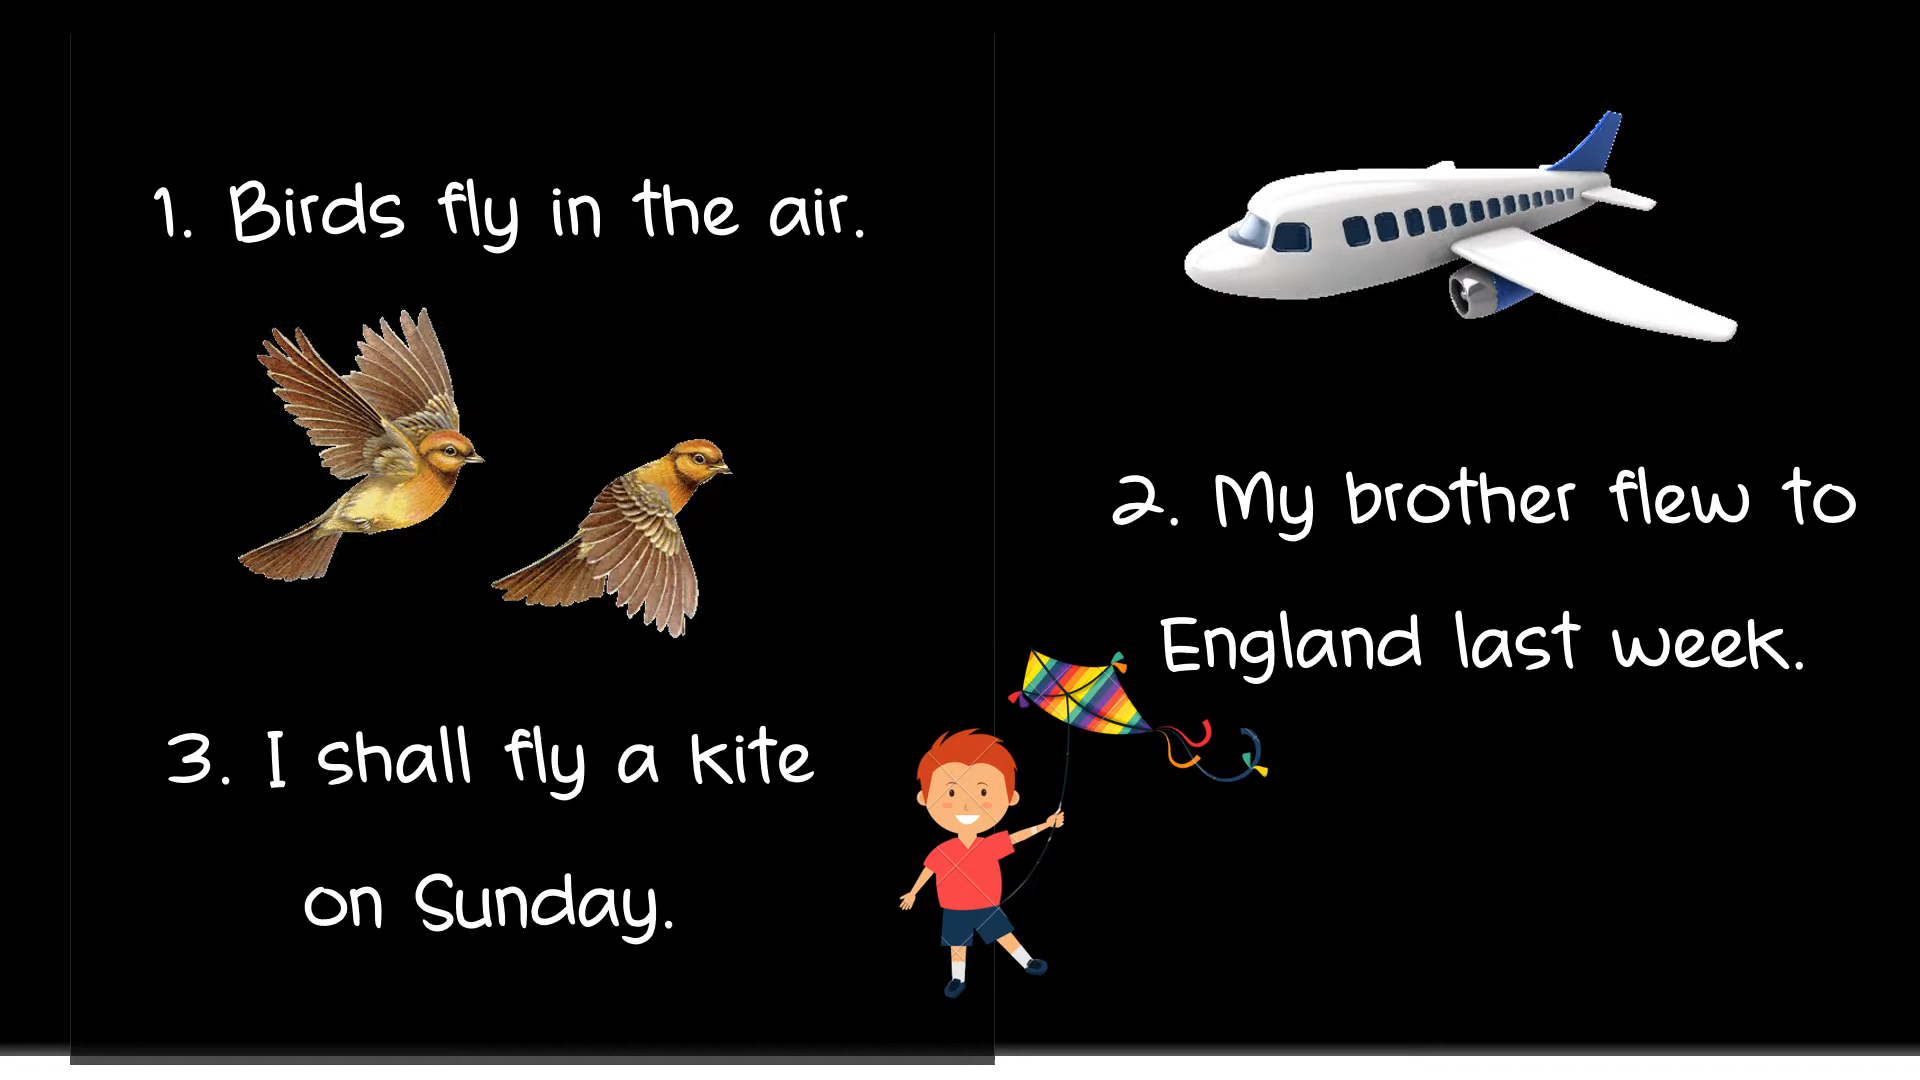 1. Birds fly in the air.
2. My brother flew to
England last week.
3. I shall fly a kite
on Sunday.